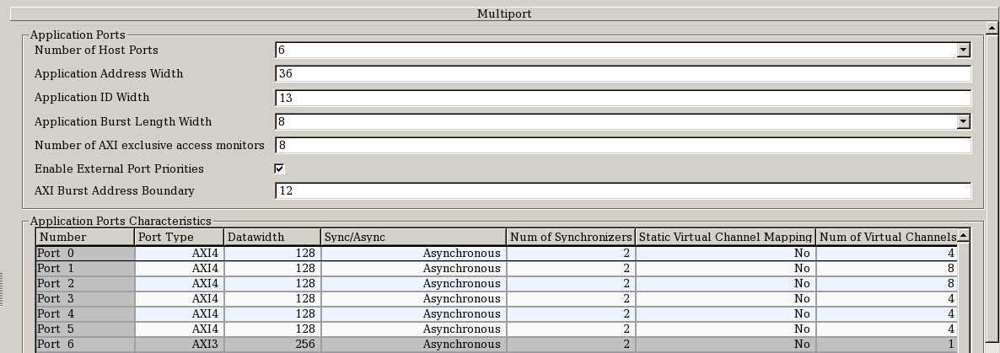 Multiport
Application Ports
Number of Host Ports 6
Application Address Width 36
Application ID Width 13
Application Burst Length Width 8
Number of AXI exclusive access monitors 8
Enable External Port Priorities
AXI Burst Address Boundary 12
Application Ports Characteristics
Number Port Type Datawidth Sync/Async Num of Synchronizers Static Virtual Channel Mapping Num of Virtual Channels
Port 0 AXI4 128 Asynchronous 2 No 4
Port 1 AXI4 128 Asynchronous 2 No 8
Port 2 AXI4 128 Asynchronous 2 No 8
Port 3 AXI4 128 Asynchronous 2 No 4
Port 4 AXI4 128 Asynchronous 2 No 4
Port 5 AXI4 128 Asynchronous 2 No 4
Port 6 AXI3 256 Asynchronous 2 No 1